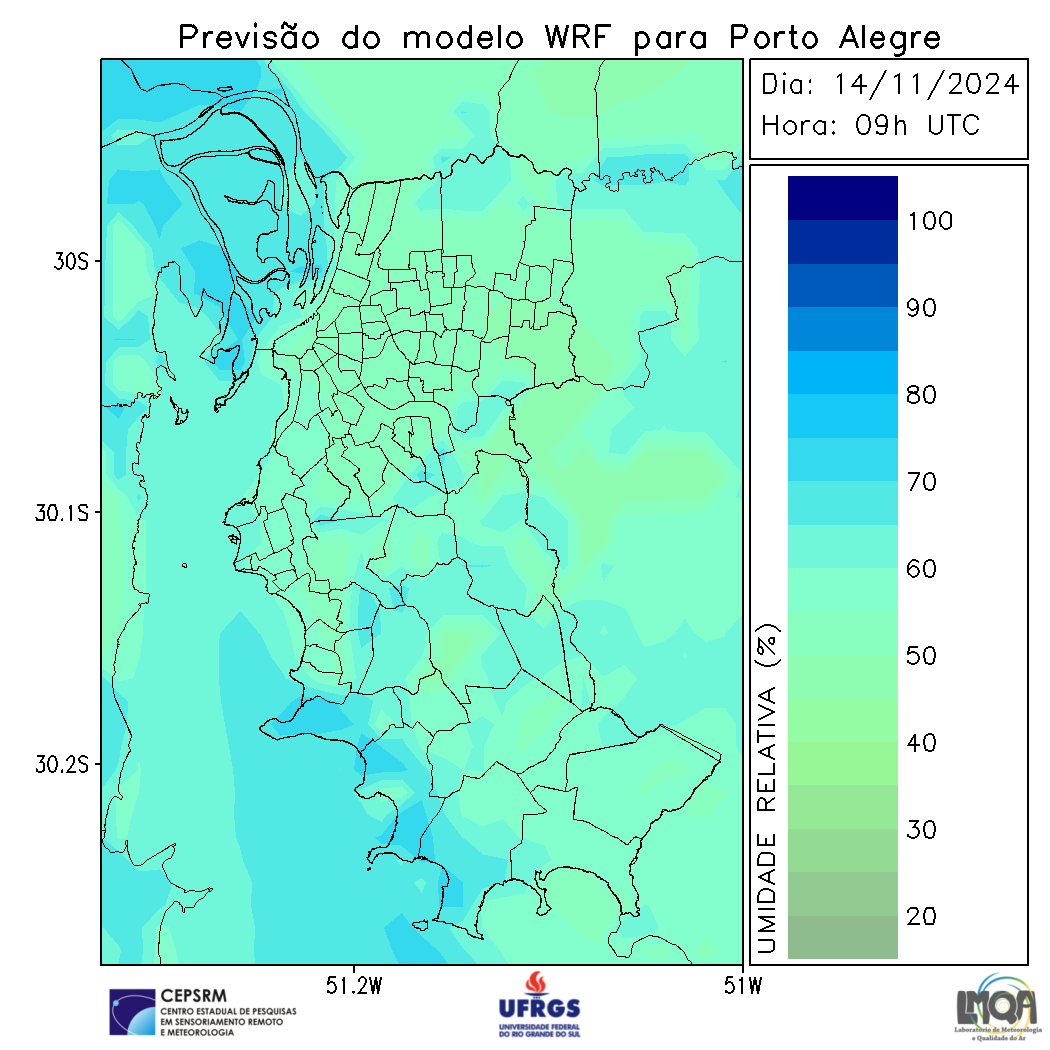 Previsão do modelo WRF para Porto Alegre
Dia: 14/11/2024
Hora: 09h UTC
30S
30.1S
30.2S
51.2W
51W
100
90
80
70
60
50
40
30
20
UMIDADE RELATIVA (%)
CEPSRM
CENTRO ESTADUAL DE PESQUISAS
EM SENSORIAMENTO REMOTO
E METEOROLOGIA
UFRGS
UNIVERSIDADE FEDERAL
DO RIO GRANDE DO SUL
LMQA
Laboratório de Meteorologia
e Qualidade do Ar